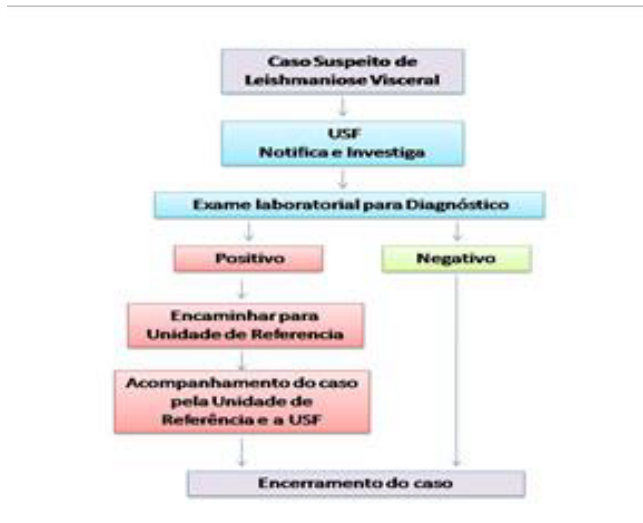 Caso Suspeito de
Leishmaniose Visceral
USF
Notifica e Investiga
Exame laboratorial para Diagnóstico
Positivo
Negativo
Encaminhar para
Unidade de Referencia
Acompanhamento do caso
pela Unidade de
Referência e a USF
Encerramento do caso